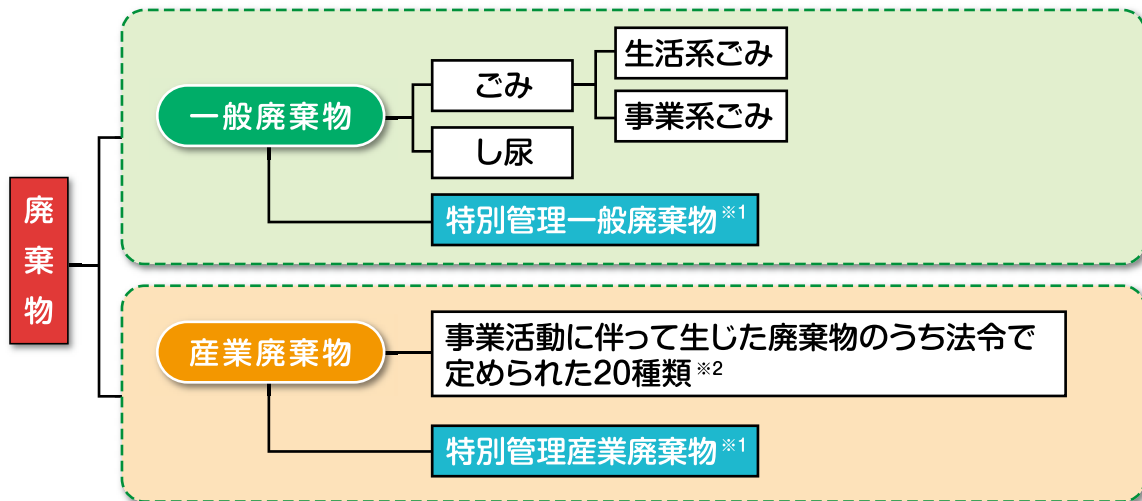 廃棄物
一般廃棄物
ごみ
生活系ごみ
事業系ごみ
し尿
特別管理一般廃棄物※1
産業廃棄物
事業活動に伴って生じた廃棄物のうち法令で
定められた20種類※2
特別管理産業廃棄物※1